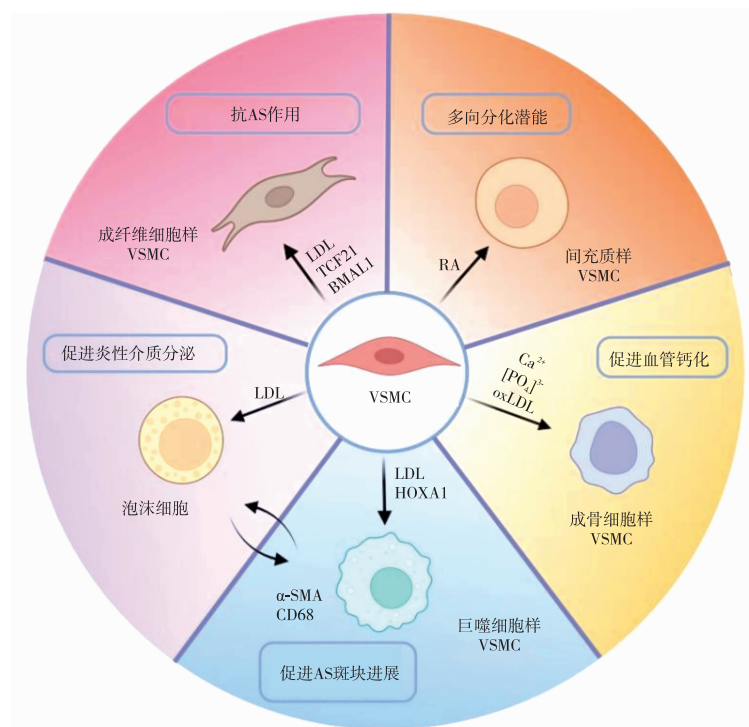 抗AS作用
多向分化潜能
成纤维细胞样
VSMC
LDL
TCF21
BMAL1
RA
间充质样
VSMC
促进炎性介质分泌
LDL
泡沫细胞
VSMC
Ca²⁺
[PO₄]³⁻
oxLDL
促进血管钙化
成骨细胞样
VSMC
LDL
HOXA1
α-SMA
CD68
巨噬细胞样
VSMC
促进AS斑块进展